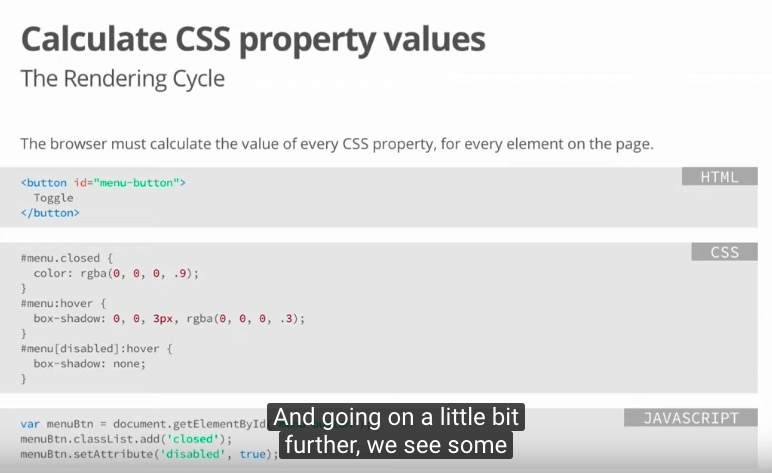 Calculate CSS property values
The Rendering Cycle
The browser must calculate the value of every CSS property, for every element on the page.
HTML
<button id="menu-button">
Toggle
</button>
CSS
#menu.closed {
color: rgba(0, 0, 0, .9);
}
#menu:hover {
box-shadow: 0, 0, 3px, rgba(0, 0, 0, .3);
}
#menu[disabled]:hover {
box-shadow: none;
}
JAVASCRIPT
var menuBtn = document.getElementById
menuBtn.classList.add('closed');
menuBtn.setAttribute('disabled', true);
And going on a little bit
further, we see some